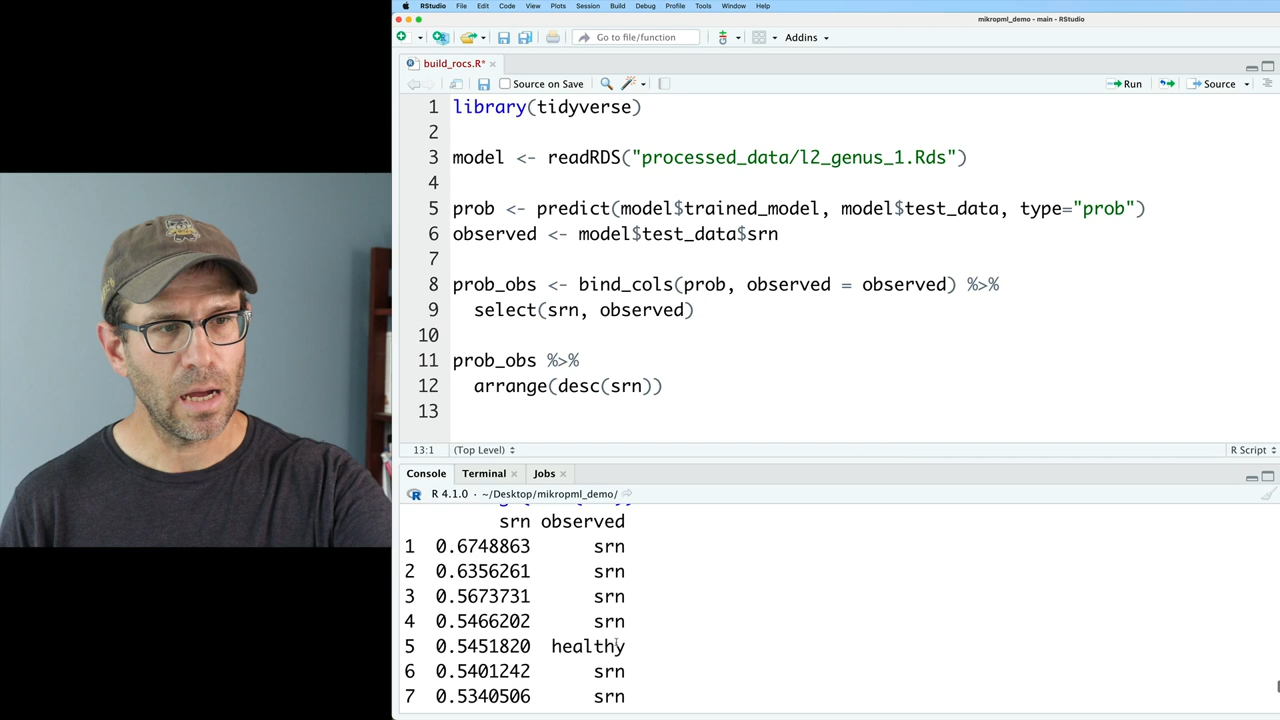 RStudio File Edit Code View Plots Session Build Debug Profile Tools Window Help
mikropml_demo - main - RStudio
Go to file/function Addins
build_rocs.R*
Source on Save Run Source
1 library(tidyverse)
2
3 model <- readRDS("processed_data/l2_genus_1.Rds")
4
5 prob <- predict(model$trained_model, model$test_data, type="prob")
6 observed <- model$test_data$srn
7
8 prob_obs <- bind_cols(prob, observed = observed) %>%
9 select(srn, observed)
10
11 prob_obs %>%
12 arrange(desc(srn))
13
13:1 (Top Level) R Script
Console Terminal Jobs
R 4.1.0 · ~/Desktop/mikropml_demo/
srn observed
1 0.6748863 srn
2 0.6356261 srn
3 0.5673731 srn
4 0.5466202 srn
5 0.5451820 healthy
6 0.5401242 srn
7 0.5340506 srn